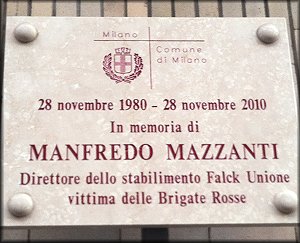 Milano
Comune
di Milano
28 novembre 1980 – 28 novembre 2010
In memoria di
MANFREDO MAZZANTI
Direttore dello stabilimento Falck Unione
vittima delle Brigate Rosse